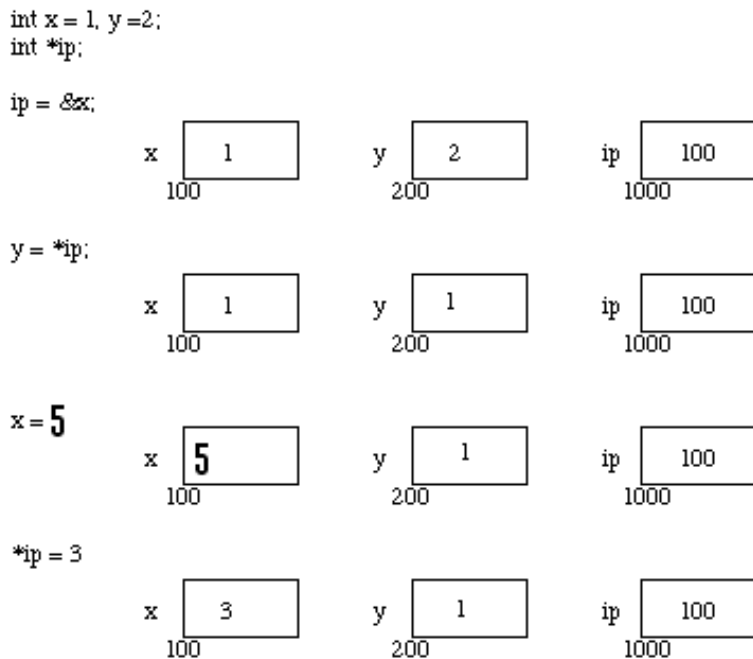 int x = 1, y =2;
int *ip;
ip = &x;
x 1 y 2 ip 100
100 200 1000
y = *ip;
x 1 y 1 ip 100
100 200 1000
x = 5
x 5 y 1 ip 100
100 200 1000
*ip = 3
x 3 y 1 ip 100
100 200 1000